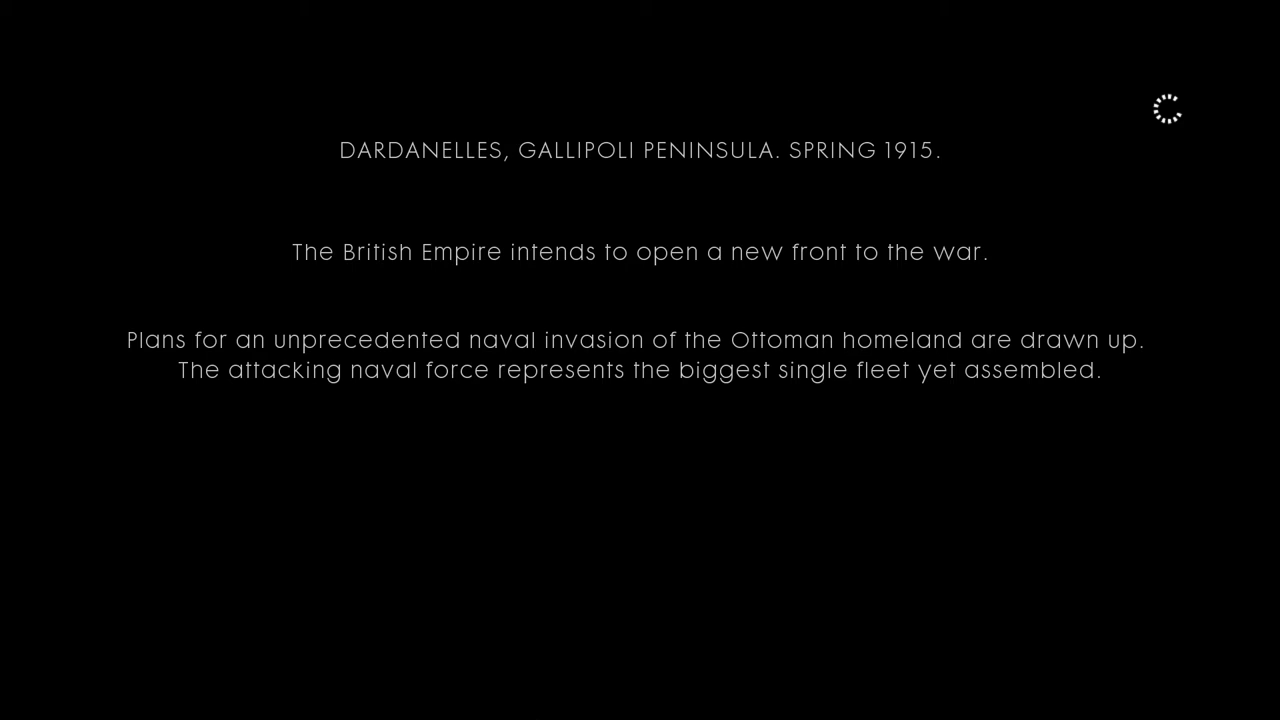 DARDANELLES, GALLIPOLI PENINSULA. SPRING 1915.
The British Empire intends to open a new front to the war.
Plans for an unprecedented naval invasion of the Ottoman homeland are drawn up.
The attacking naval force represents the biggest single fleet yet assembled.